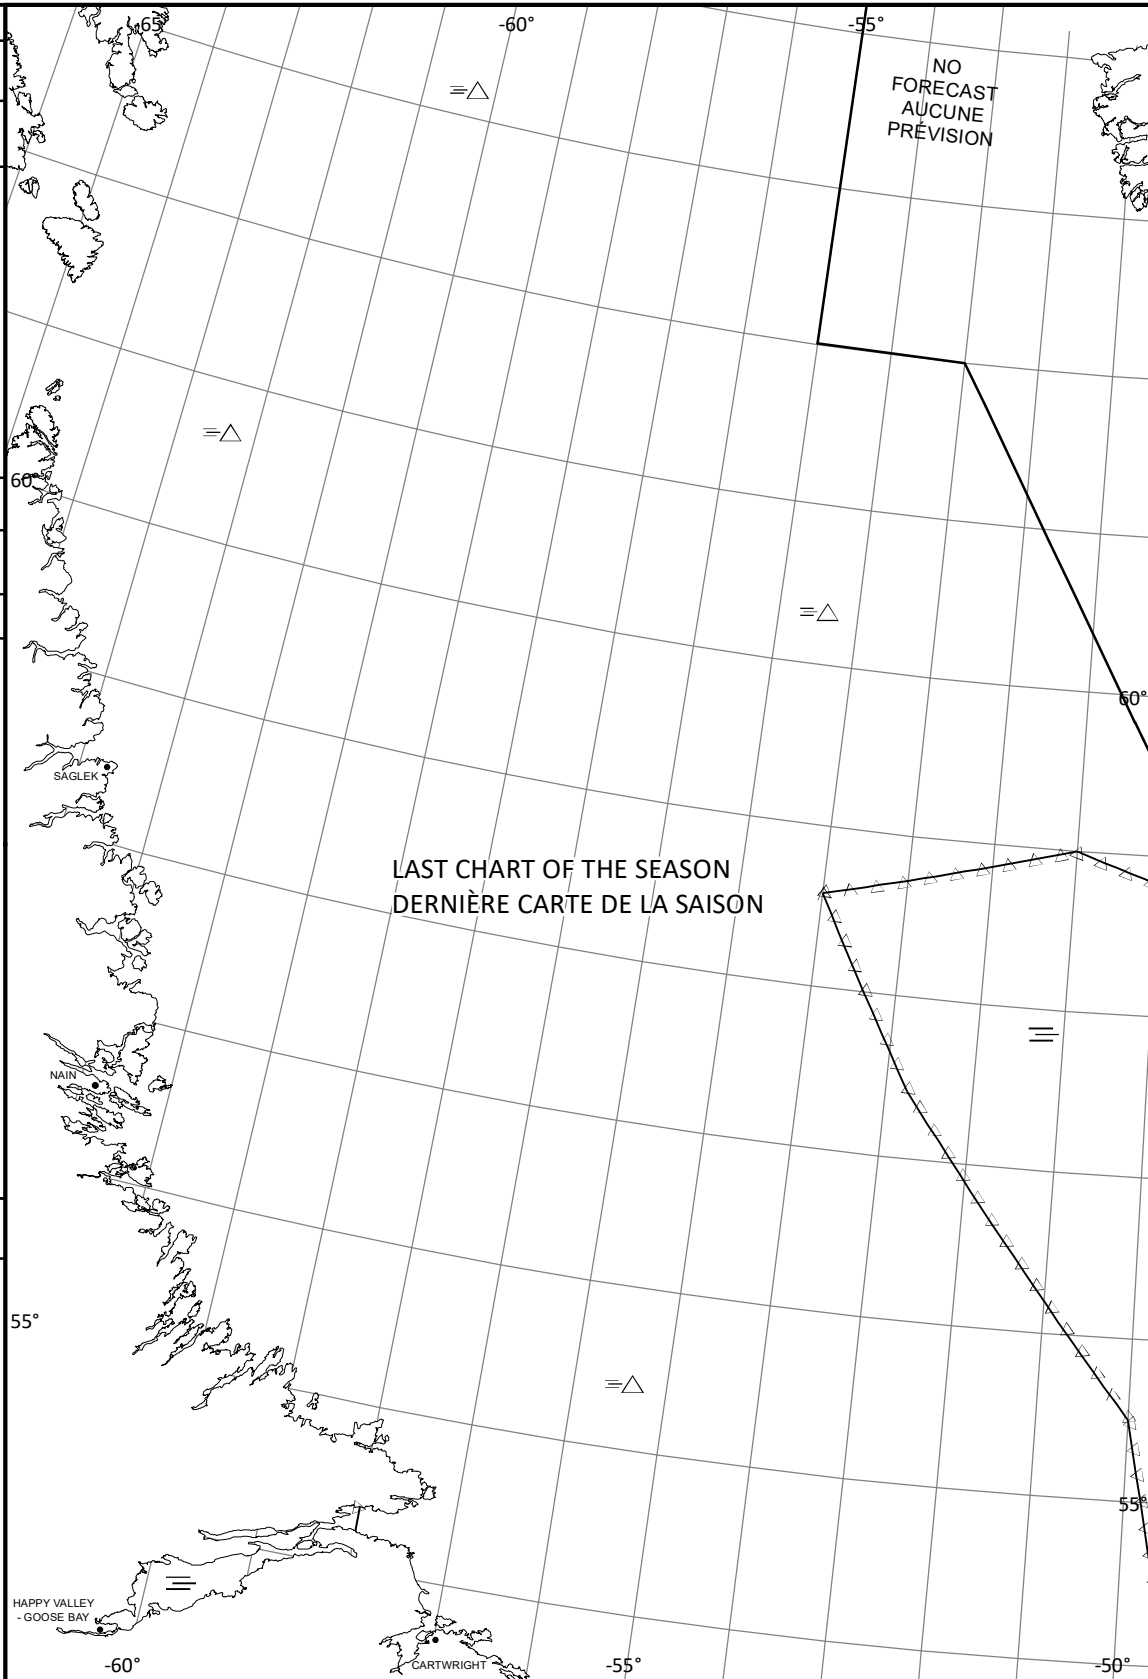 -65°
-60°
-55°
NO
FORECAST
AUCUNE
PRÉVISION
60°
60°
SAGLEK
LAST CHART OF THE SEASON
DERNIÈRE CARTE DE LA SAISON
NAIN
55°
55°
HAPPY VALLEY
- GOOSE BAY
CARTWRIGHT
-60°
-55°
-50°